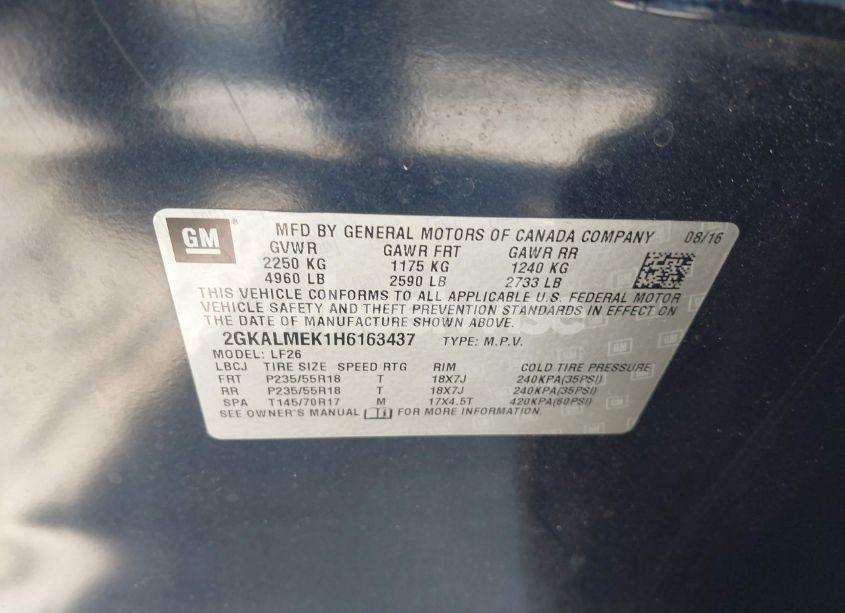 GM ® MFD BY GENERAL MOTORS OF CANADA COMPANY 08/16
GVWR GAWR FRT GAWR RR
2250 KG 1175 KG 1240 KG
4960 LB 2590 LB 2733 LB
THIS VEHICLE CONFORMS TO ALL APPLICABLE U.S. FEDERAL MOTOR
VEHICLE SAFETY AND THEFT PREVENTION STANDARDS IN EFFECT ON
THE DATE OF MANUFACTURE SHOWN ABOVE.
2GKALMEK1H6163437 TYPE: M.P.V.
MODEL: LF26
LBCJ TIRE SIZE SPEED RTG RIM COLD TIRE PRESSURE
FRT P235/55R18 T 18X7J 240KPA(35PSI)
RR P235/55R18 T 18X7J 240KPA(35PSI)
SPA T145/70R17 M 17X4.5T 420KPA(60PSI)
SEE OWNER'S MANUAL FOR MORE INFORMATION.